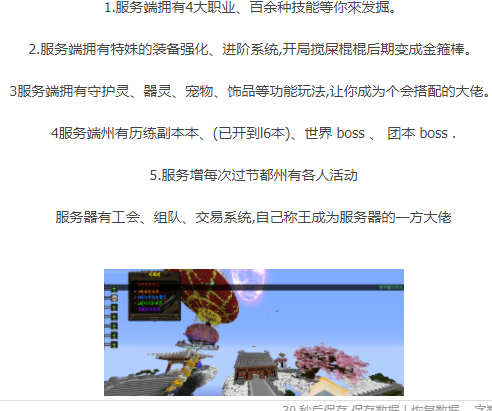 1.服务端拥有4大职业、百余种技能等你來发掘。
2.服务端拥有特姝的装备强化、进阶系统,开局搅屎棍棍后期变成金箍棒。
3服务端拥有守护灵、器灵、宠物、饰品等功能玩法,让你成为个会搭配的大佬。
4服务端州有历练副本本、(已开到l6本)、世界 boss 、 团本 boss .
5.服务增每次过节都州有各人活动
服务器有工会、组队、交易系统,自己称王成为服务器的一方大佬
30 秒后保存 保存数据 | 恢复数据 字数